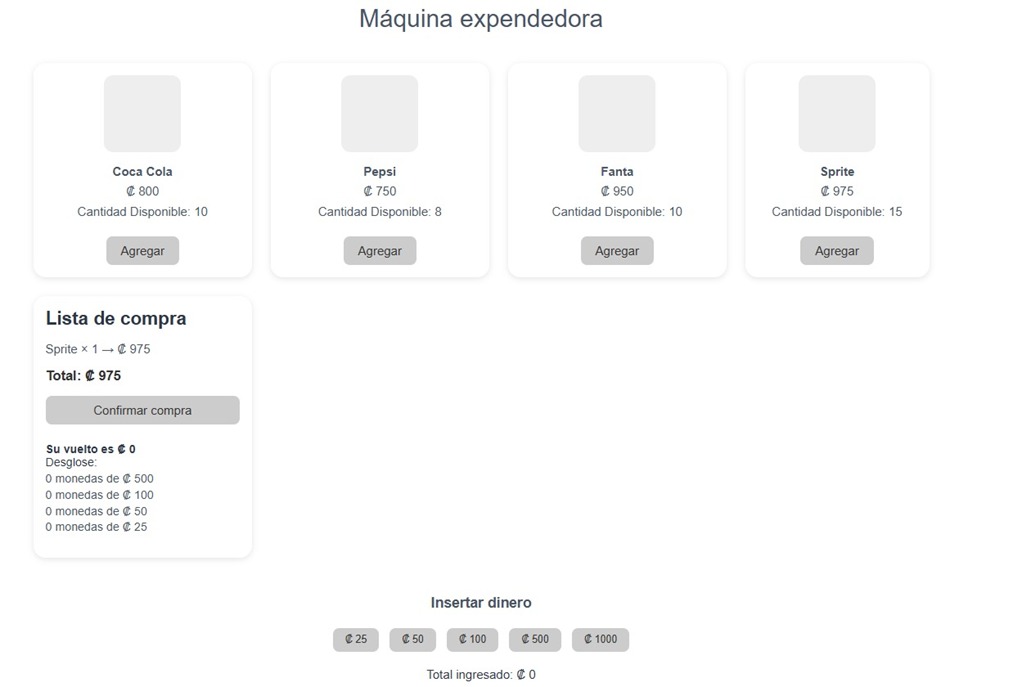 Máquina expendedora
Coca Cola
₡ 800
Cantidad Disponible: 10
Agregar
Pepsi
₡ 750
Cantidad Disponible: 8
Agregar
Fanta
₡ 950
Cantidad Disponible: 10
Agregar
Sprite
₡ 975
Cantidad Disponible: 15
Agregar
Lista de compra
Sprite × 1 → ₡ 975
Total: ₡ 975
Confirmar compra
Su vuelto es ₡ 0
Desglose:
0 monedas de ₡ 500
0 monedas de ₡ 100
0 monedas de ₡ 50
0 monedas de ₡ 25
Insertar dinero
₡ 25 ₡ 50 ₡ 100 ₡ 500 ₡ 1000
Total ingresado: ₡ 0